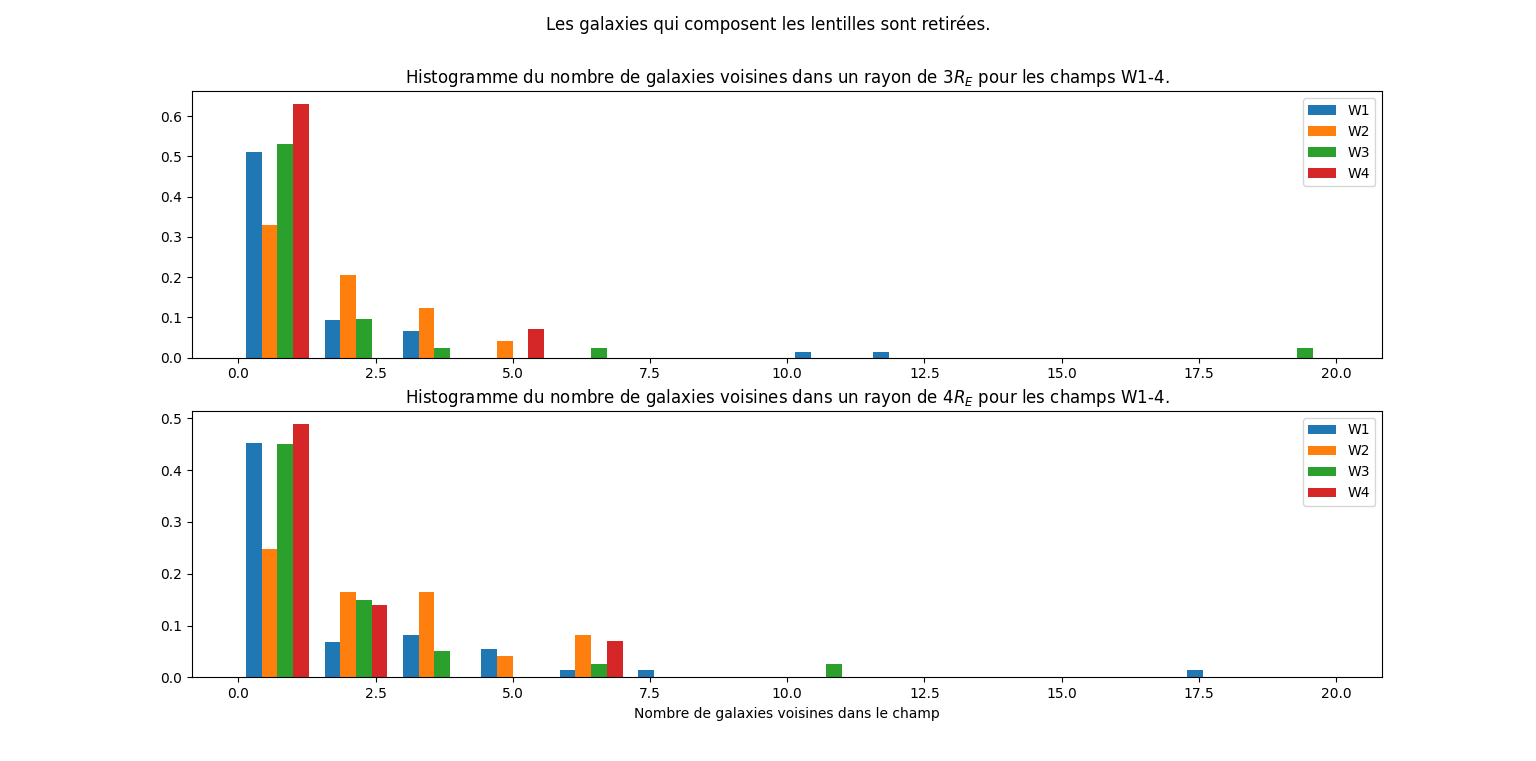 Les galaxies qui composent les lentilles sont retirées.
Histogramme du nombre de galaxies voisines dans un rayon de 3$R_E$ pour les champs W1-4.
0.6
0.5
0.4
0.3
0.2
0.1
0.0
W1
W2
W3
W4
0.0 2.5 5.0 7.5 10.0 12.5 15.0 17.5 20.0
Histogramme du nombre de galaxies voisines dans un rayon de 4$R_E$ pour les champs W1-4.
0.5
0.4
0.3
0.2
0.1
0.0
W1
W2
W3
W4
0.0 2.5 5.0 7.5 10.0 12.5 15.0 17.5 20.0
Nombre de galaxies voisines dans le champ